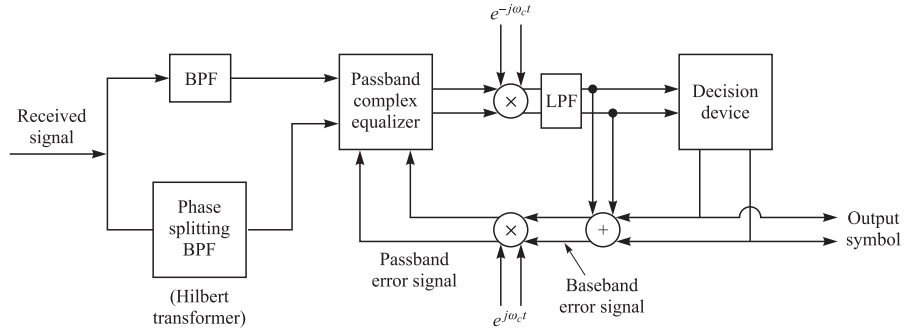 e^{-jω_c t}
BPF
Passband
complex
equalizer
×
LPF
Decision
device
Received
signal
Phase
splitting
BPF
×
+
Output
symbol
Passband
error signal
Baseband
error signal
(Hilbert
transformer)
e^{jω_c t}